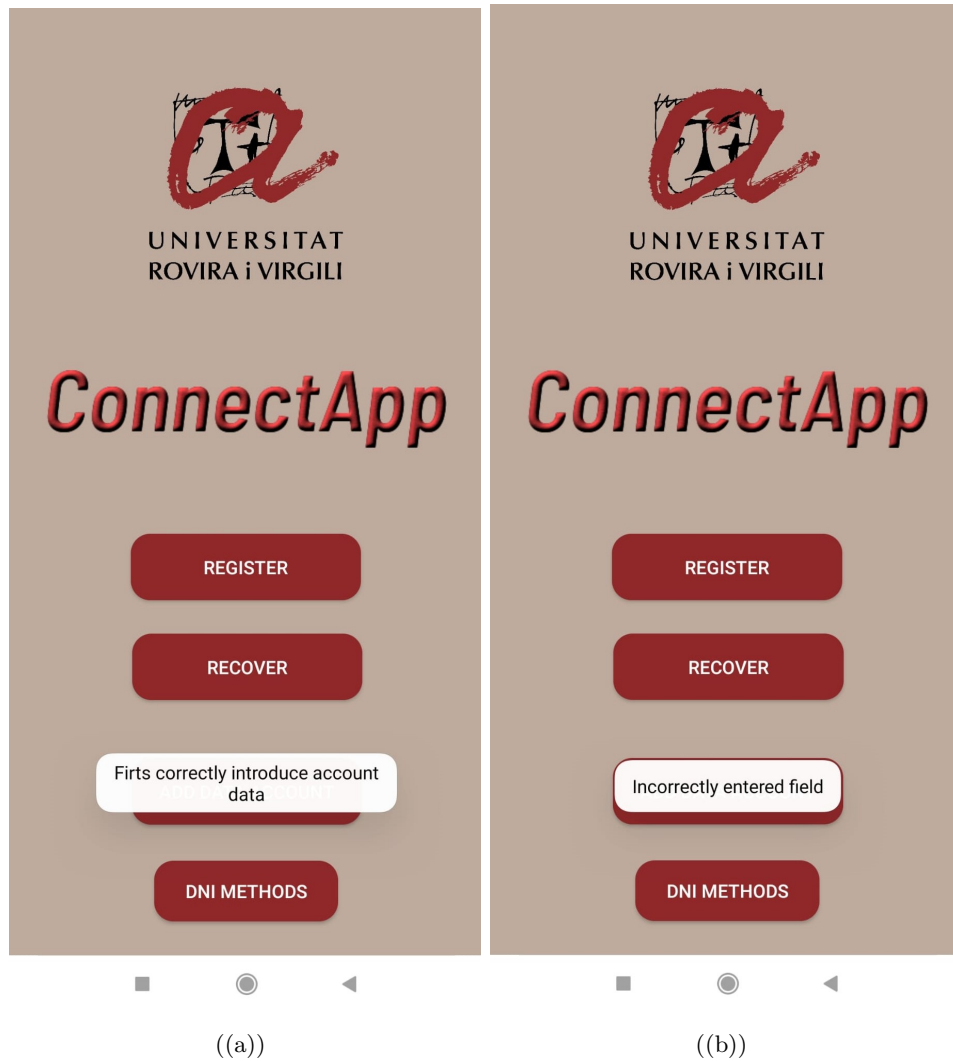 UNIVERSITAT
ROVIRA i VIRGILI
ConnectApp
REGISTER
RECOVER
Firts correctly introduce account
data
DNI METHODS
((a))
UNIVERSITAT
ROVIRA i VIRGILI
ConnectApp
REGISTER
RECOVER
Incorrectly entered field
DNI METHODS
((b))